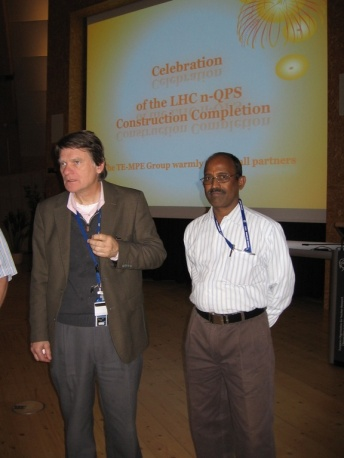 Celebration
of the LHC n-QPS
Construction Completion
TE-MPE Group warmly
all partners